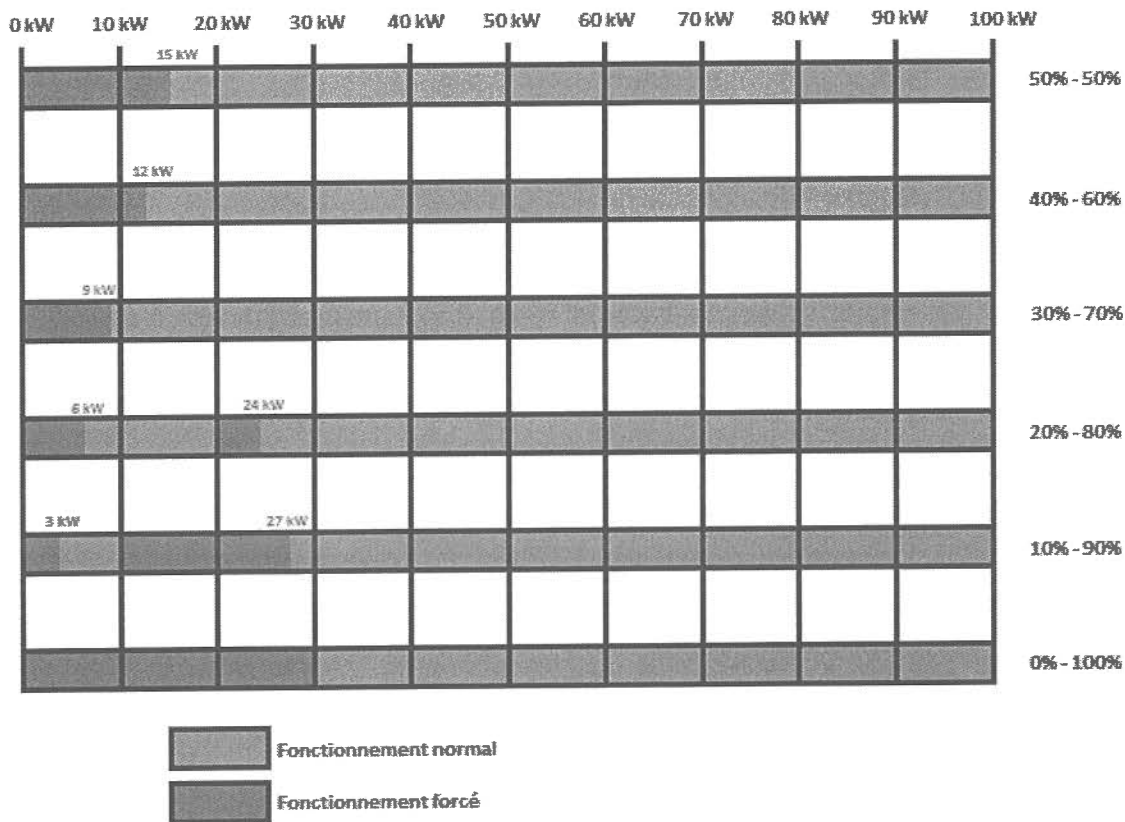 0 kW 10 kW 20 kW 30 kW 40 kW 50 kW 60 kW 70 kW 80 kW 90 kW 100 kW
15 kW
50% - 50%
12 kW
40% - 60%
9 kW
30% - 70%
6 kW 24 kW
20% - 80%
3 kW 27 kW
10% - 90%
0% - 100%
Fonctionnement normal
Fonctionnement forcé